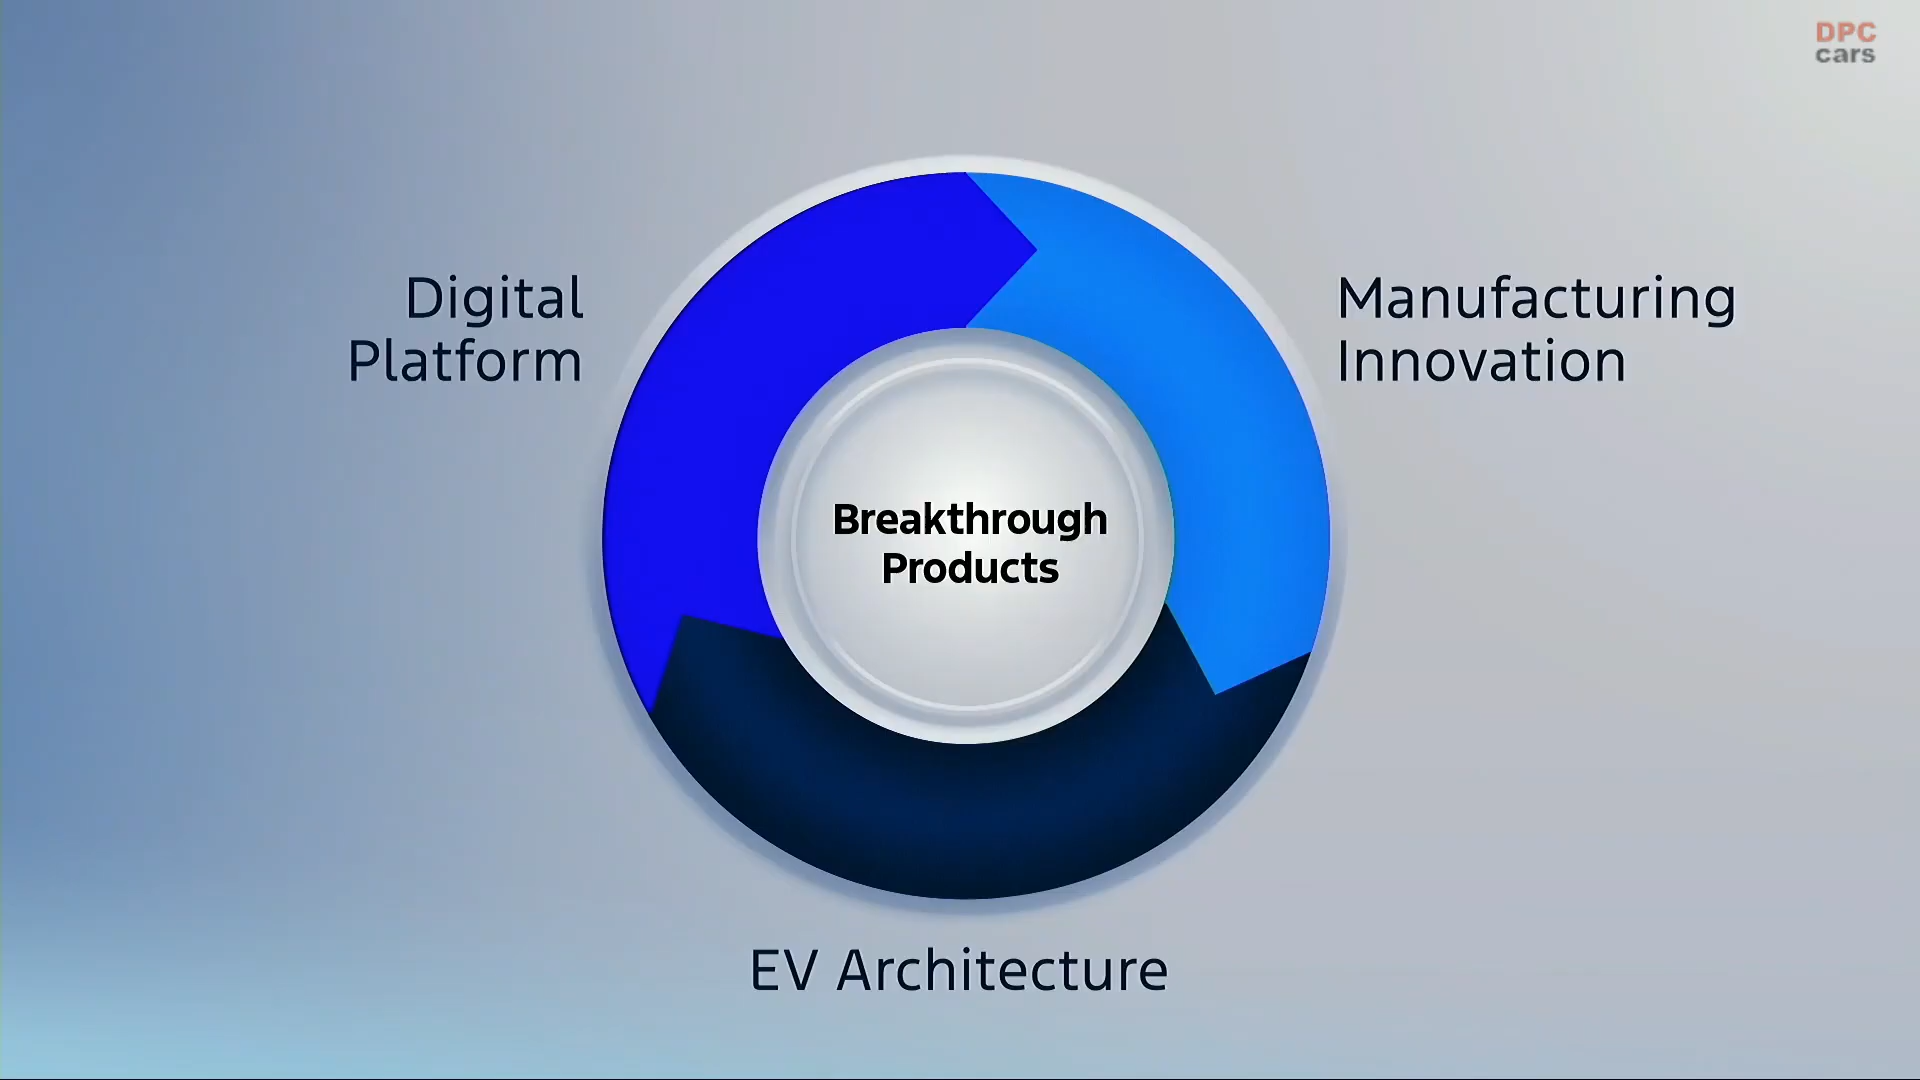 DPC
cars
Digital
Platform
Manufacturing
Innovation
Breakthrough
Products
EV Architecture